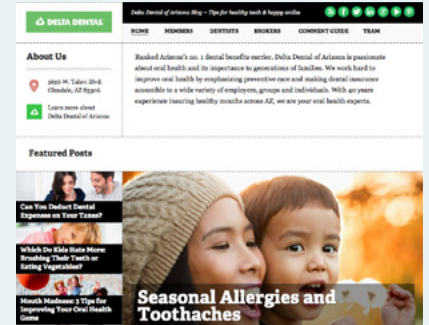 DELTA DENTAL
Delta Dental of Arizona Blog – Tips for healthy teeth & happy smiles
HOME MEMBERS DENTISTS BROKERS COMMENT GUIDE TEAM
About Us
5656 W. Talavi Blvd.
Glendale, AZ 85306
Learn more about
Delta Dental of Arizona
Ranked Arizona's no. 1 dental benefits carrier, Delta Dental of Arizona is passionate
about oral health and its importance to generations of families. We work hard to
improve oral health by emphasizing preventive care and making dental insurance
accessible to a wide variety of employers, groups and individuals. With 40 years
experience insuring healthy mouths across AZ, we are your oral health experts.
Featured Posts
Can You Deduct Dental
Expenses on Your Taxes?
Which Do Kids Hate More:
Brushing Their Teeth or
Eating Vegetables?
Mouth Madness: 3 Tips for
Improving Your Oral Health
Game
Seasonal Allergies and
Toothaches